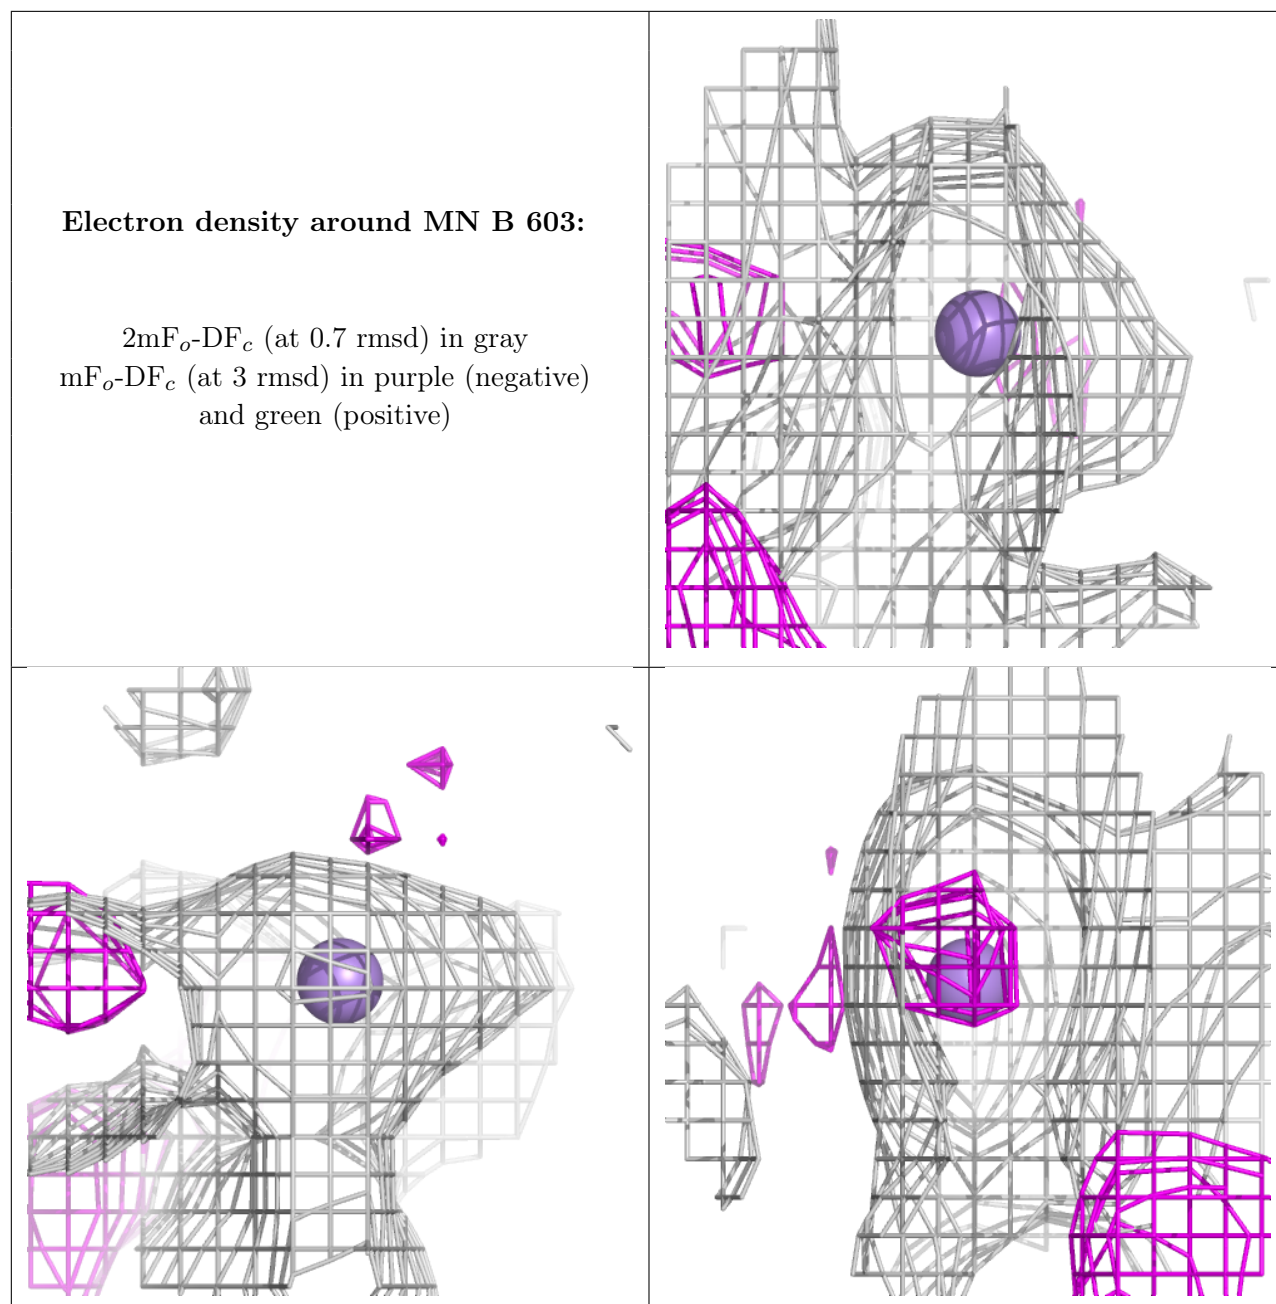 Electron density around MN B 603:
2mFo-DFc (at 0.7 rmsd) in gray
mFo-DFc (at 3 rmsd) in purple (negative)
and green (positive)